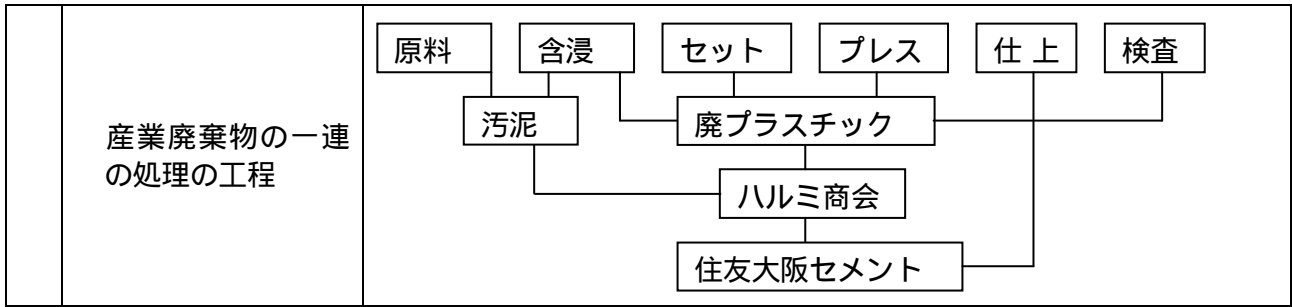 産業廃棄物の一連
の処理の工程
原料
含浸
セット
プレス
仕 上
検査
汚泥
廃プラスチック
ハルミ商会
住友大阪セメント